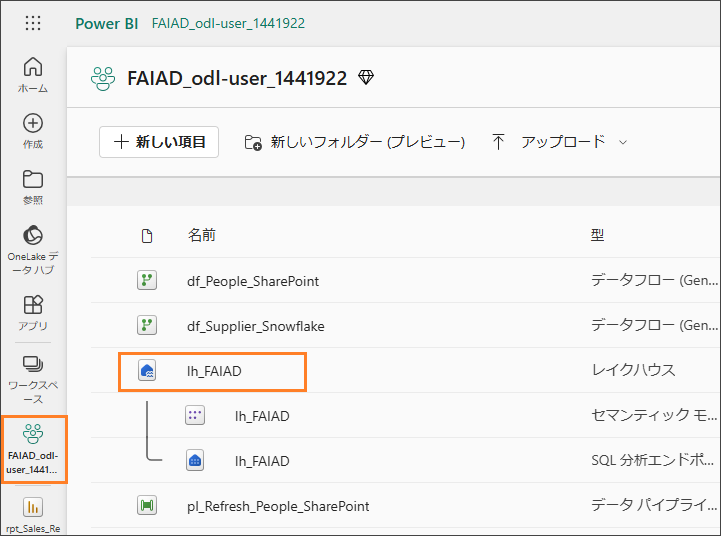 Power BI FAIAD_odl-user_1441922
ホーム
作成
参照
OneLake デ
ータ ハブ
アプリ
ワークスペ
ース
FAIAD_odl-
user_1441...
rpt_Sales_Re
FAIAD_odl-user_1441922
新しい項目 新しいフォルダー (プレビュー) アップロード
名前 型
df_People_SharePoint データフロー (Gen...
df_Supplier_Snowflake データフロー (Gen...
lh_FAIAD レイクハウス
lh_FAIAD セマンティック モ...
lh_FAIAD SQL 分析エンドポ...
pl_Refresh_People_SharePoint データ パイプライ...